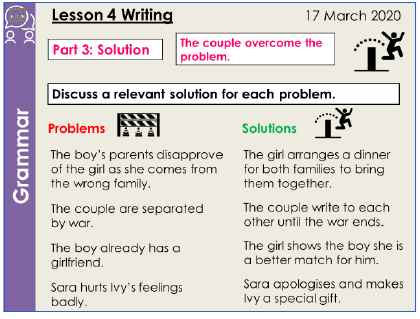 Lesson 4 Writing
17 March 2020
Part 3: Solution
The couple overcome the
problem.
Discuss a relevant solution for each problem.
Grammar
Problems
The boy's parents disapprove
of the girl as she comes from
the wrong family.
The couple are separated
by war.
The boy already has a
girlfriend.
Sara hurts Ivy's feelings
badly.
Solutions
The girl arranges a dinner
for both families to bring
them together.
The couple write to each
other until the war ends.
The girl shows the boy she is
a better match for him.
Sara apologises and makes
Ivy a special gift.